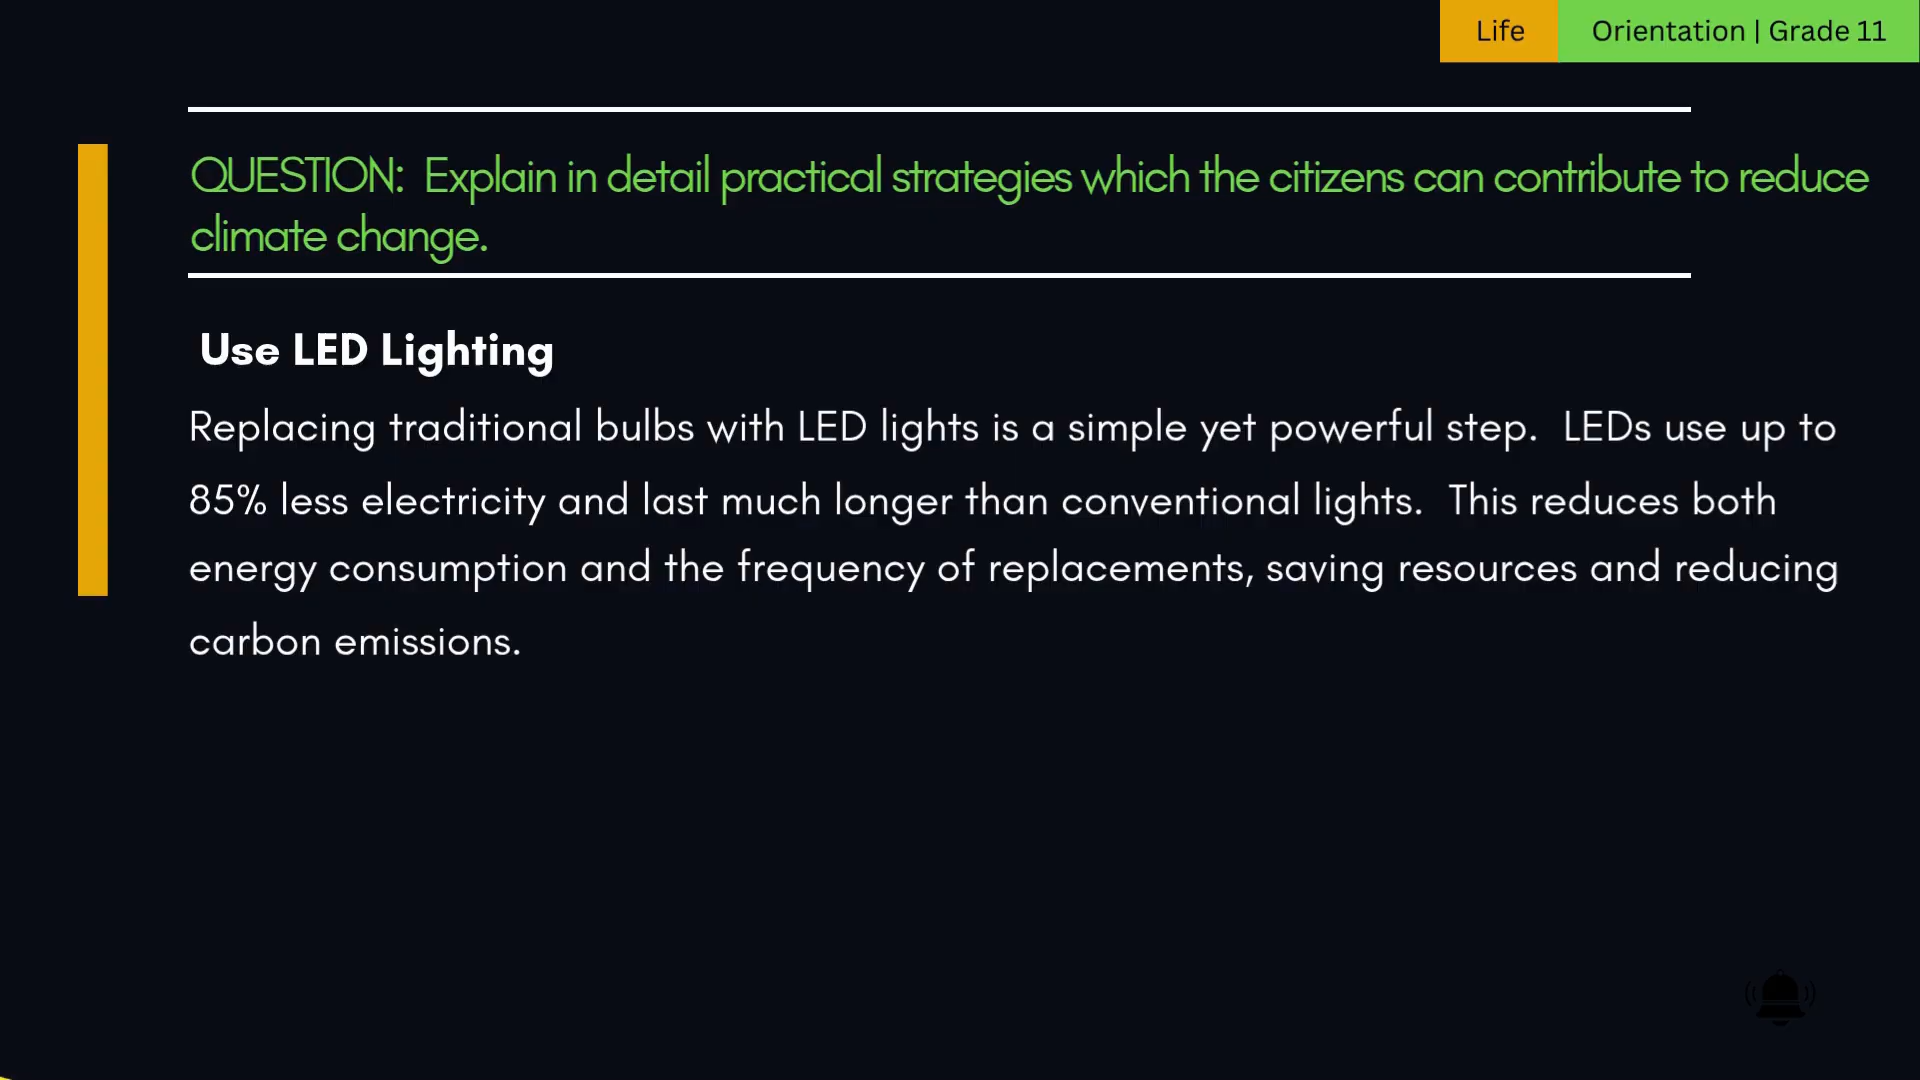 Life Orientation | Grade 11
QUESTION:  Explain in detail practical strategies which the citizens can contribute to reduce
climate change.
Use LED Lighting
Replacing traditional bulbs with LED lights is a simple yet powerful step.  LEDs use up to
85% less electricity and last much longer than conventional lights.  This reduces both
energy consumption and the frequency of replacements, saving resources and reducing
carbon emissions.